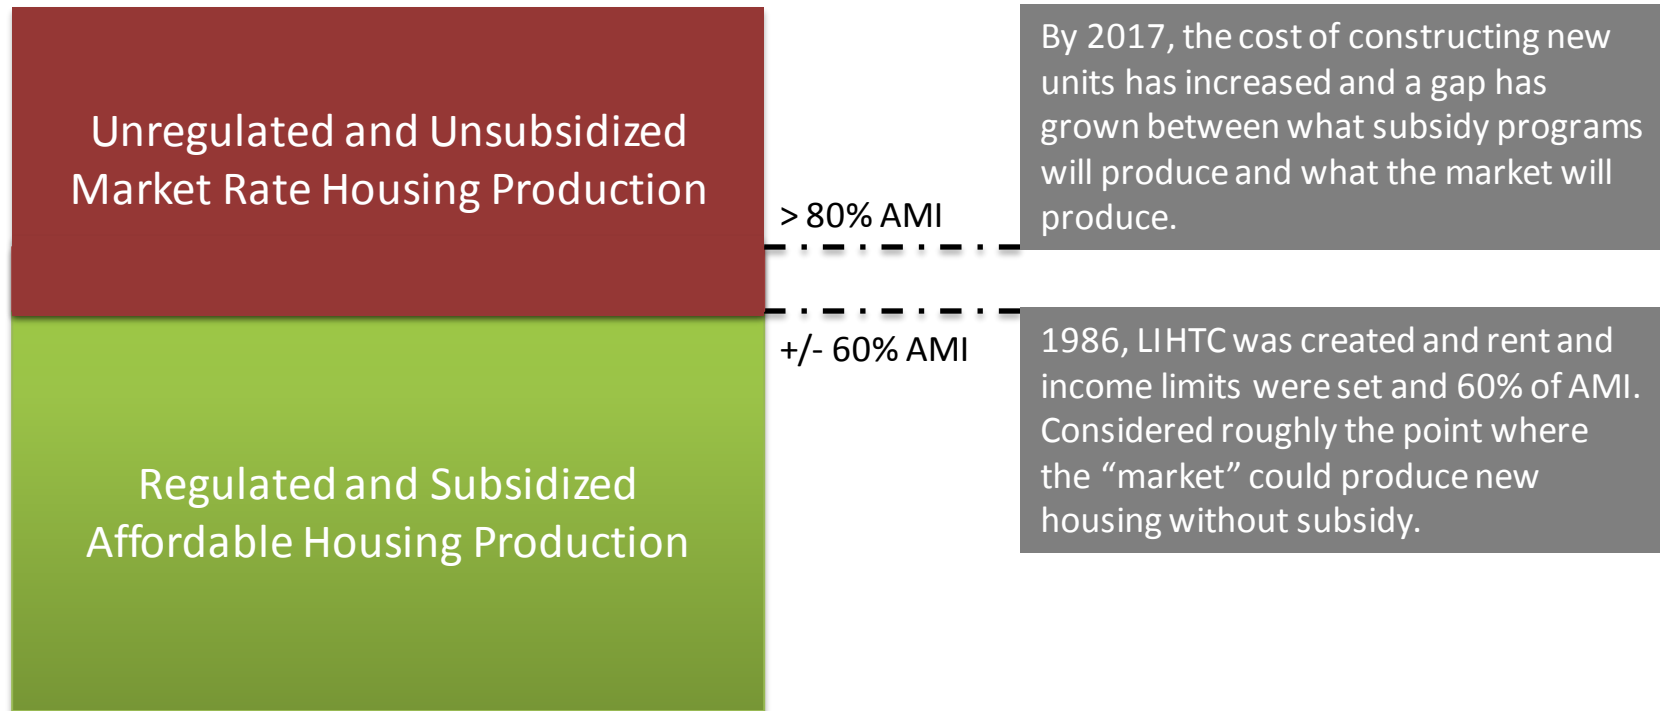 Unregulated and Unsubsidized
Market Rate Housing Production
> 80% AMI
By 2017, the cost of constructing new
units has increased and a gap has
grown between what subsidy programs
will produce and what the market will
produce.
+/- 60% AMI
1986, LIHTC was created and rent and
income limits were set and 60% of AMI.
Considered roughly the point where
the “market” could produce new
housing without subsidy.
Regulated and Subsidized
Affordable Housing Production